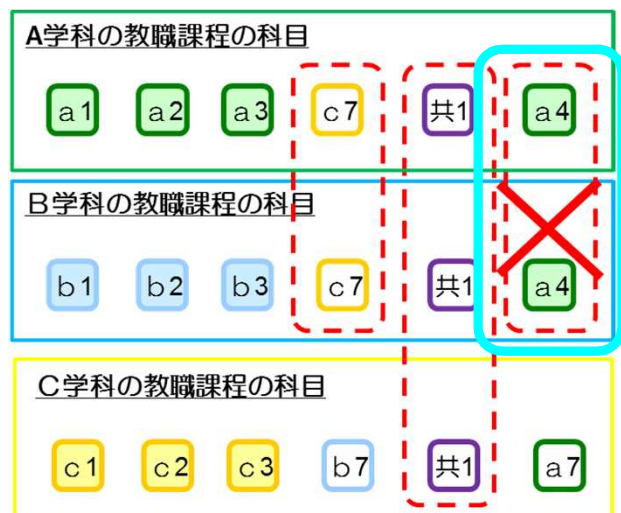 A学科の教職課程の科目
a1 a2 a3 c7 共1 a4
B学科の教職課程の科目
b1 b2 b3 c7 共1 a4
C学科の教職課程の科目
c1 c2 c3 b7 共1 a7